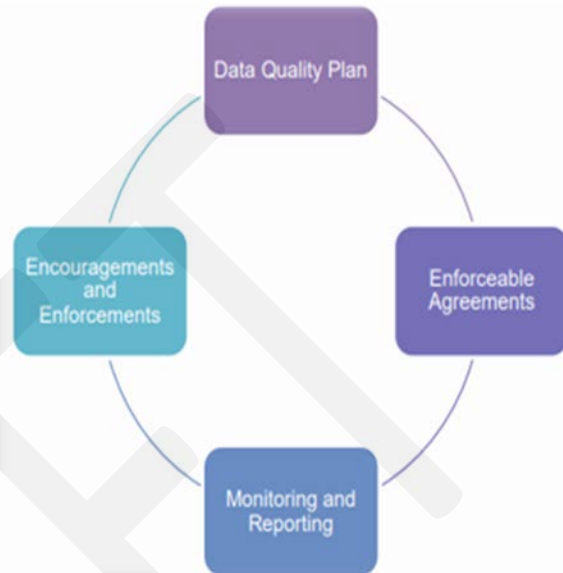 Data Quality Plan
Enforceable
Agreements
Monitoring and
Reporting
Encouragements
and
Enforcements